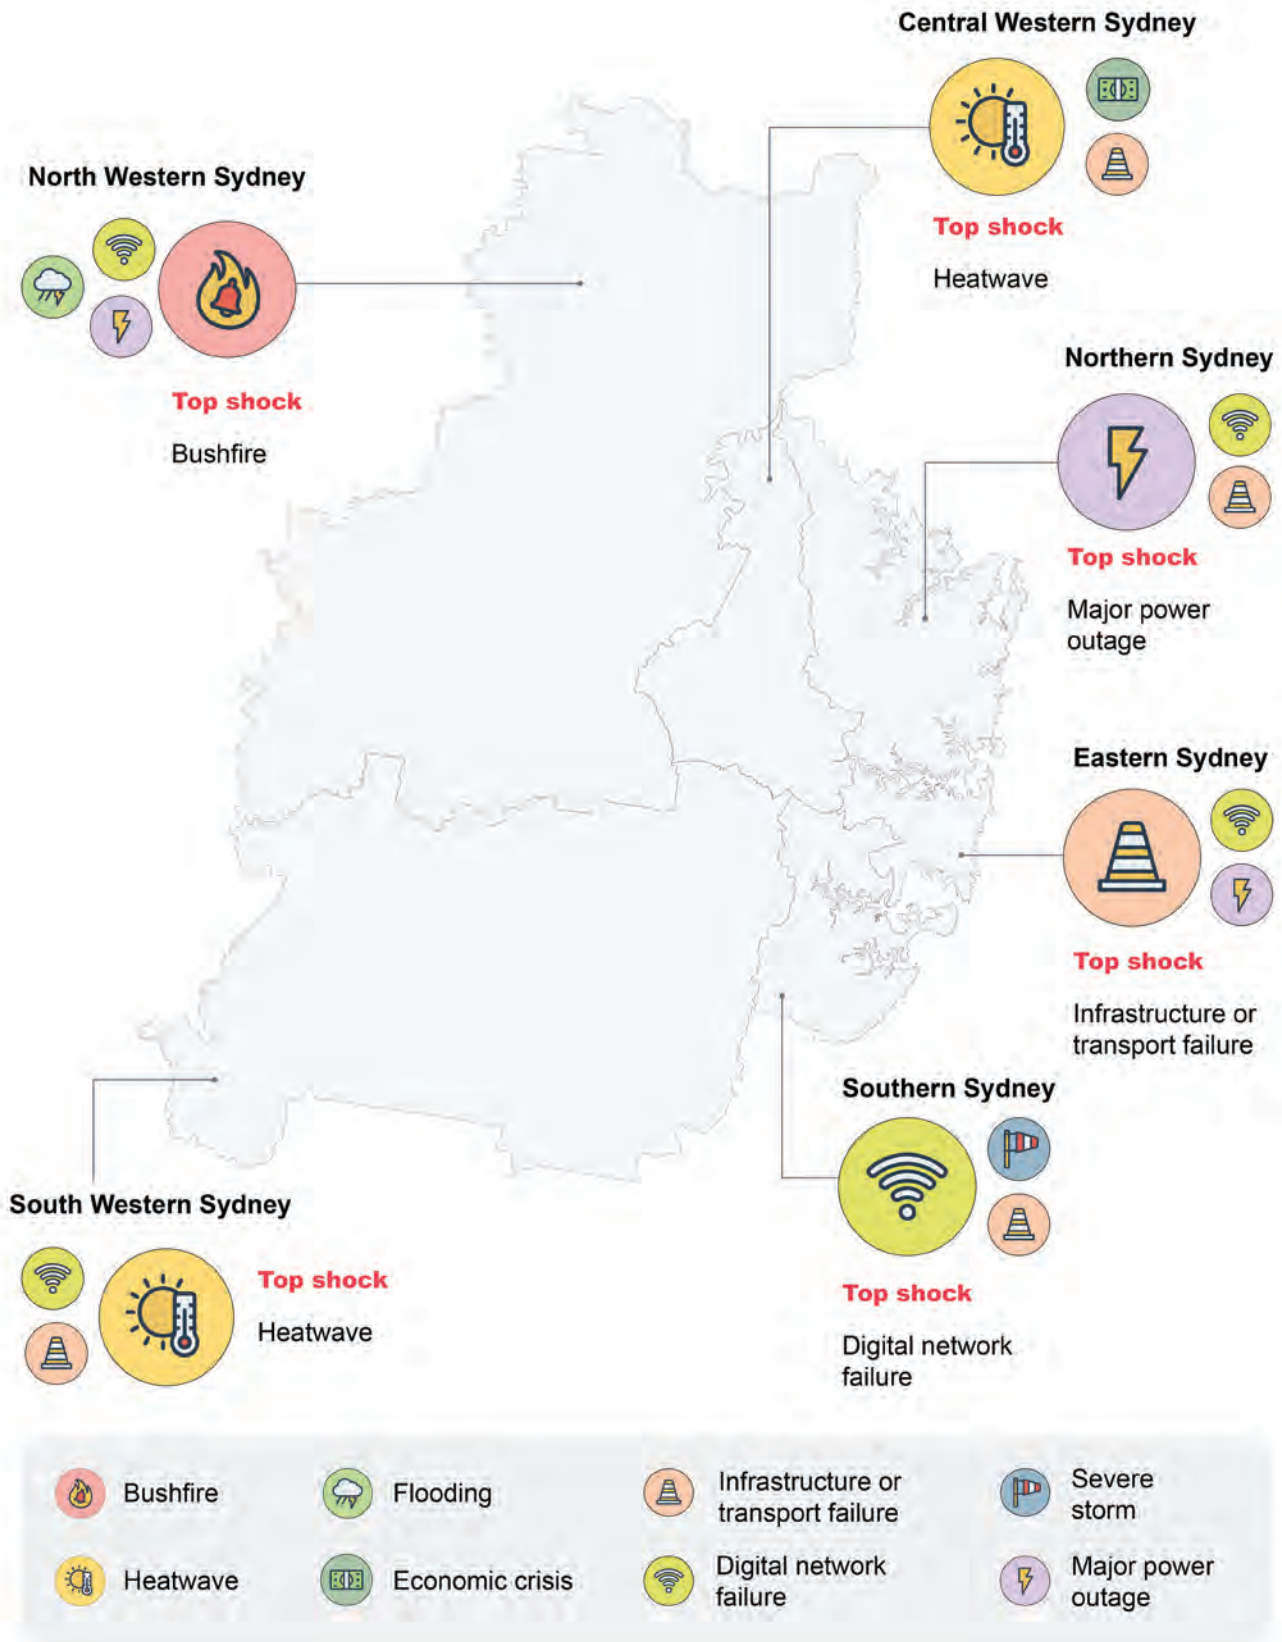 Central Western Sydney
Top shock
Heatwave
North Western Sydney
Top shock
Bushfire
Northern Sydney
Top shock
Major power
outage
Eastern Sydney
Top shock
Infrastructure or
transport failure
Southern Sydney
Top shock
Digital network
failure
South Western Sydney
Top shock
Heatwave
Bushfire
Flooding
Infrastructure or
transport failure
Severe
storm
Heatwave
Economic crisis
Digital network
failure
Major power
outage